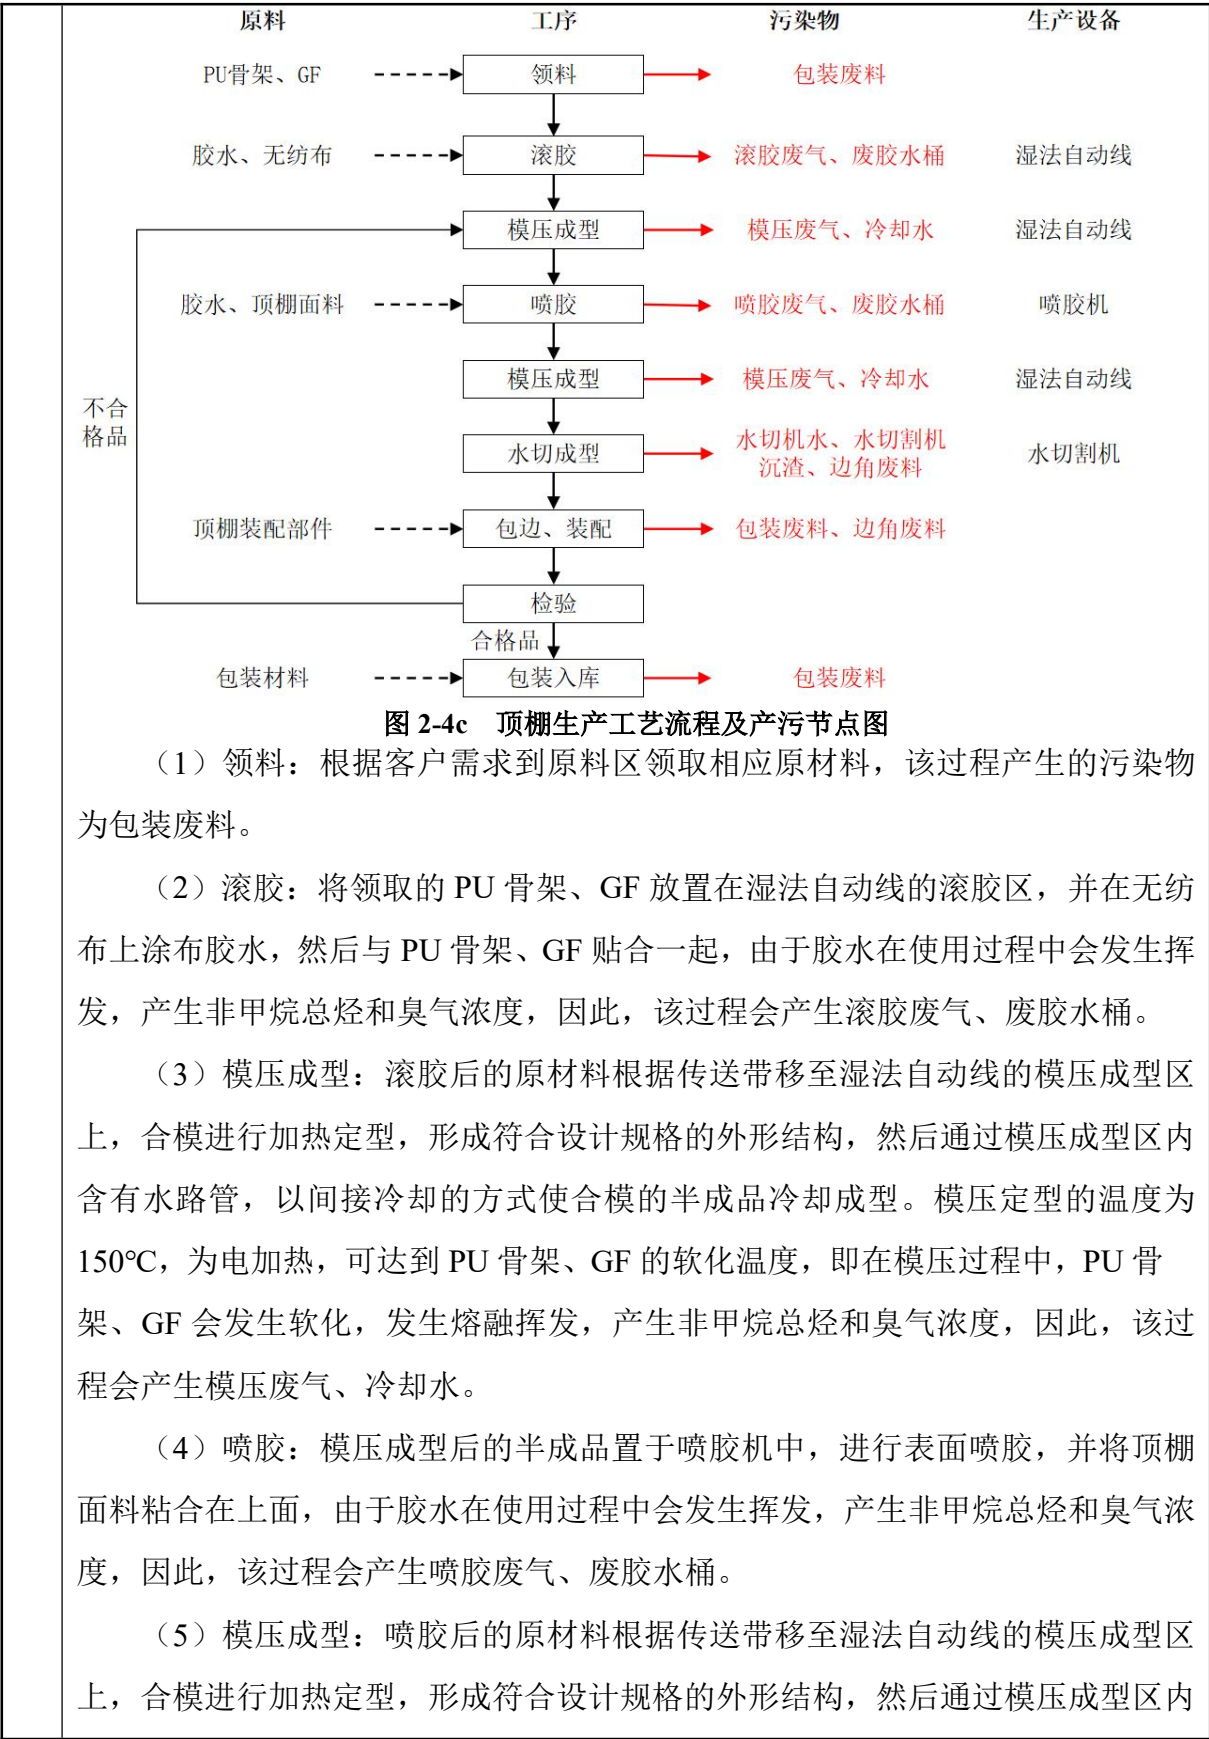 原料 工序 污染物 生产设备
PU骨架、GF 领料 包装废料
胶水、无纺布 滚胶 滚胶废气、废胶水桶 湿法自动线
模压成型 模压废气、冷却水 湿法自动线
胶水、顶棚面料 喷胶 喷胶废气、废胶水桶 喷胶机
模压成型 模压废气、冷却水 湿法自动线
不合
格品
水切成型 水切机水、水切割机 水切割机
沉渣、边角废料
顶棚装配部件 包边、装配 包装废料、边角废料
检验
合格品
包装材料 包装入库 包装废料
图 2-4c 顶棚生产工艺流程及产污节点图
（1）领料：根据客户需求到原料区领取相应原材料，该过程产生的污染物
为包装废料。
（2）滚胶：将领取的 PU 骨架、GF 放置在湿法自动线的滚胶区，并在无纺
布上涂布胶水，然后与 PU 骨架、GF 贴合一起，由于胶水在使用过程中会发生挥
发，产生非甲烷总烃和臭气浓度，因此，该过程会产生滚胶废气、废胶水桶。
（3）模压成型：滚胶后的原材料根据传送带移至湿法自动线的模压成型区
上，合模进行加热定型，形成符合设计规格的外形结构，然后通过模压成型区内
含有水路管，以间接冷却的方式使合模的半成品冷却成型。模压定型的温度为
150℃，为电加热，可达到 PU 骨架、GF 的软化温度，即在模压过程中，PU 骨
架、GF 会发生软化，发生熔融挥发，产生非甲烷总烃和臭气浓度，因此，该过
程会产生模压废气、冷却水。
（4）喷胶：模压成型后的半成品置于喷胶机中，进行表面喷胶，并将顶棚
面料粘合在上面，由于胶水在使用过程中会发生挥发，产生非甲烷总烃和臭气浓
度，因此，该过程会产生喷胶废气、废胶水桶。
（5）模压成型：喷胶后的原材料根据传送带移至湿法自动线的模压成型区
上，合模进行加热定型，形成符合设计规格的外形结构，然后通过模压成型区内